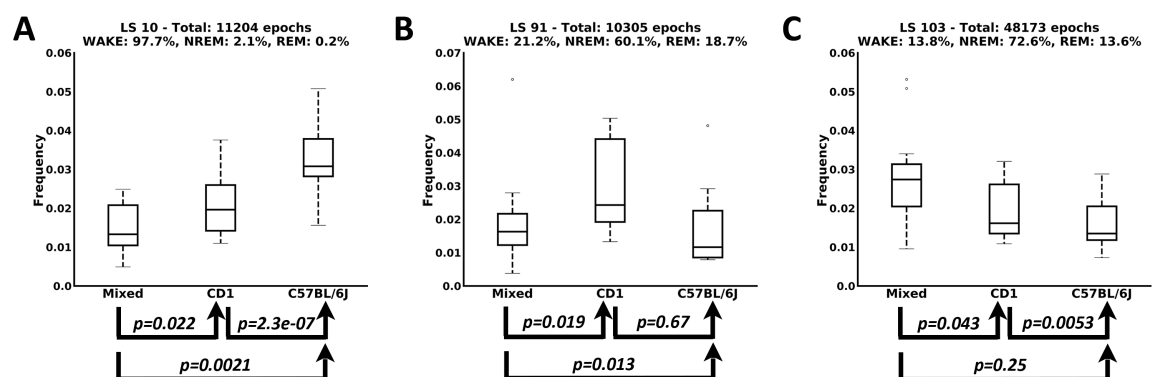 A
LS 10 - Total: 11204 epochs
WAKE: 97.7%, NREM: 2.1%, REM: 0.2%
0.06
0.05
0.04
0.03
0.02
0.01
0.0
Frequency
Mixed CD1 C57BL/6J
p=0.022 p=2.3e-07
p=0.0021
B
LS 91 - Total: 10305 epochs
WAKE: 21.2%, NREM: 60.1%, REM: 18.7%
0.07
0.06
0.05
0.04
0.03
0.02
0.01
0.0
Frequency
Mixed CD1 C57BL/6J
p=0.019 p=0.67
p=0.013
C
LS 103 - Total: 48173 epochs
WAKE: 13.8%, NREM: 72.6%, REM: 13.6%
0.06
0.05
0.04
0.03
0.02
0.01
0.0
Frequency
Mixed CD1 C57BL/6J
p=0.043 p=0.0053
p=0.25